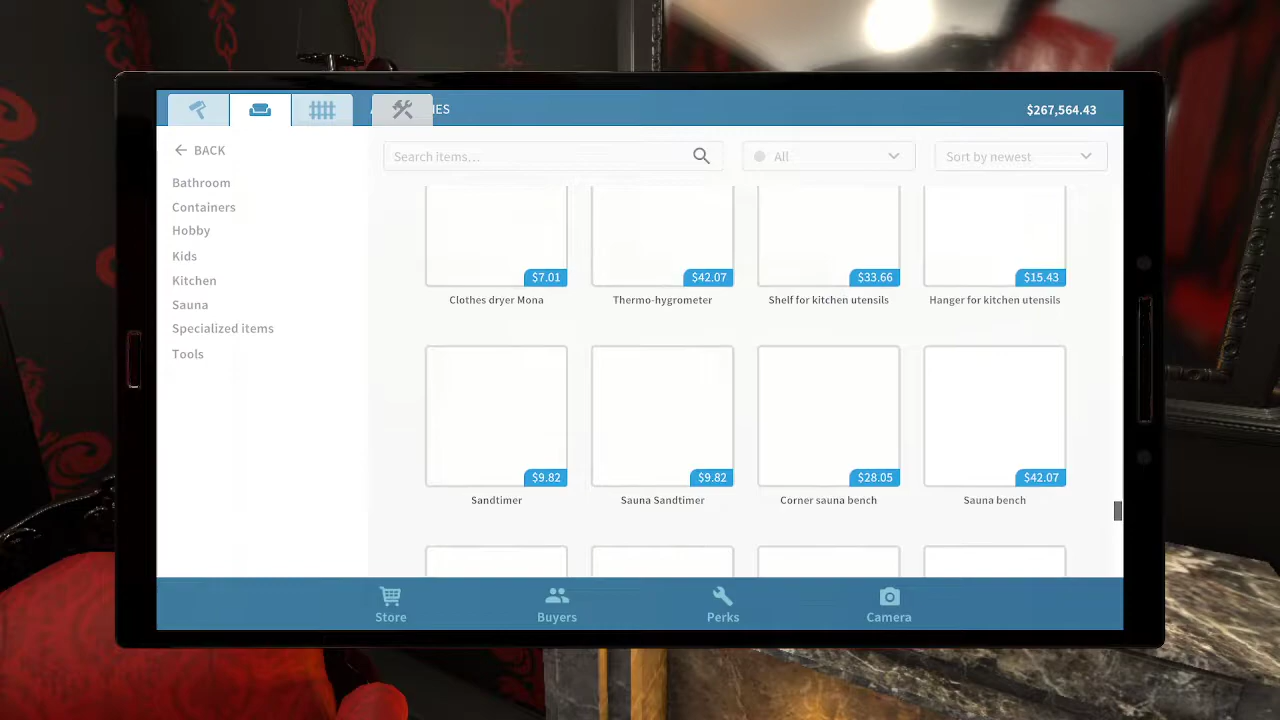 IES
$267,564.43
BACK
Search items...
All
Sort by newest
Bathroom
Containers
Hobby
Kids
Kitchen
Sauna
Specialized items
Tools
$7.01
$42.07
$33.66
$15.43
Clothes dryer Mona
Thermo-hygrometer
Shelf for kitchen utensils
Hanger for kitchen utensils
$9.82
$9.82
$28.05
$42.07
Sandtimer
Sauna Sandtimer
Corner sauna bench
Sauna bench
Store
Buyers
Perks
Camera